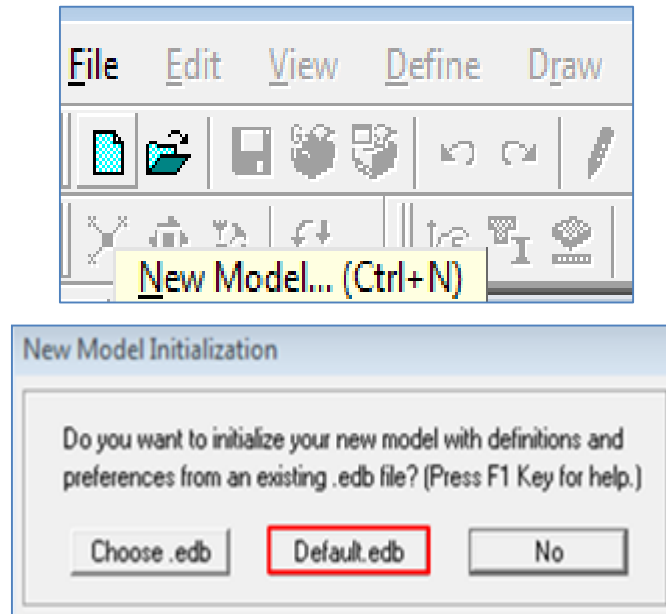 File Edit View Define Draw
New Model... (Ctrl+N)
New Model Initialization
Do you want to initialize your new model with definitions and
preferences from an existing .edb file? (Press F1 Key for help.)
Choose .edb Default.edb No